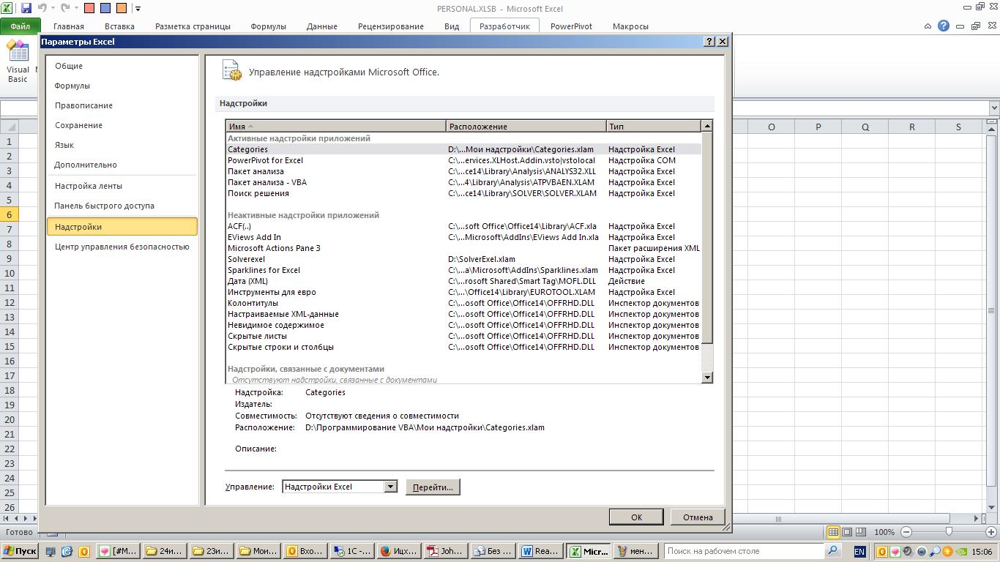 PERSONAL.XLSB - Microsoft Excel
Файл Главная Вставка Разметка страницы Формулы Данные Рецензирование Вид Разработчик PowerPivot Макросы
Параметры Excel
Visual
Basic
Общие
Формулы
Правописание
Сохранение
Язык
Дополнительно
Настройка ленты
Панель быстрого доступа
Надстройки
Центр управления безопасностью
Управление надстройками Microsoft Office.
Надстройки
Имя Расположение Тип
Активные надстройки приложений
Categories D:\...Мои надстройки\Categories.xlam Надстройка Excel
PowerPivot for Excel C:\...ervices.XLHost.Addin.vsto|vstolocal Надстройка COM
Пакет анализа C:\...ce14\Library\Analysis\ANALYS32.XLL Надстройка Excel
Пакет анализа - VBA C:\...4\Library\Analysis\ATPVBAEN.XLAM Надстройка Excel
Поиск решения C:\...ce14\Library\SOLVER\SOLVER.XLAM Надстройка Excel
Неактивные надстройки приложений
ACF(..) C:\...soft Office\Office14\Library\ACF.xla Надстройка Excel
EViews Add In C:\...Microsoft\AddIns\EViews Add In.xla Надстройка Excel
Microsoft Actions Pane 3 Пакет расширения XML
Solverexel D:\SolverExel.xlam Надстройка Excel
Sparklines for Excel C:\...a\Microsoft\AddIns\Sparklines.xlam Надстройка Excel
Дата (XML) C:\...rosoft Shared\Smart Tag\MOFL.DLL Действие
Инструменты для евро C:\...\Office14\Library\EUROTOOL.XLAM Надстройка Excel
Колонтитулы C:\...osoft Office\Office14\OFFRHD.DLL Инспектор документов
Настраиваемые XML-данные C:\...osoft Office\Office14\OFFRHD.DLL Инспектор документов
Невидимое содержимое C:\...osoft Office\Office14\OFFRHD.DLL Инспектор документов
Скрытые листы C:\...osoft Office\Office14\OFFRHD.DLL Инспектор документов
Скрытые строки и столбцы C:\...osoft Office\Office14\OFFRHD.DLL Инспектор документов
Надстройки, связанные с документами
Отсутствуют надстройки, связанные с документами
Надстройка: Categories
Издатель:
Совместимость: Отсутствуют сведения о совместимости
Расположение: D:\Программирование VBA\Мои надстройки\Categories.xlam
Описание:
Управление: Надстройки Excel Перейти...
OK Отмена
O P Q R S
1
2
3
4
5
6
7
8
9
10
11
12
13
14
15
16
17
18
19
20
21
22
23
24
25
26
Готово 100%
Пуск [#M... 24и... 23и... Мои... Вхо... 1С -... Ицх... Joh... Без ... Rea... Micr... мен... Поиск на рабочем столе EN 15:06